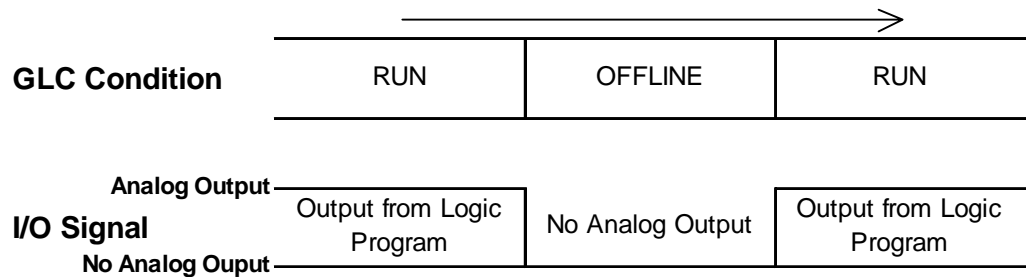 GLC Condition
RUN
OFFLINE
RUN
Analog Output
I/O Signal
Output from Logic
Program
No Analog Output
Output from Logic
Program
No Analog Ouput